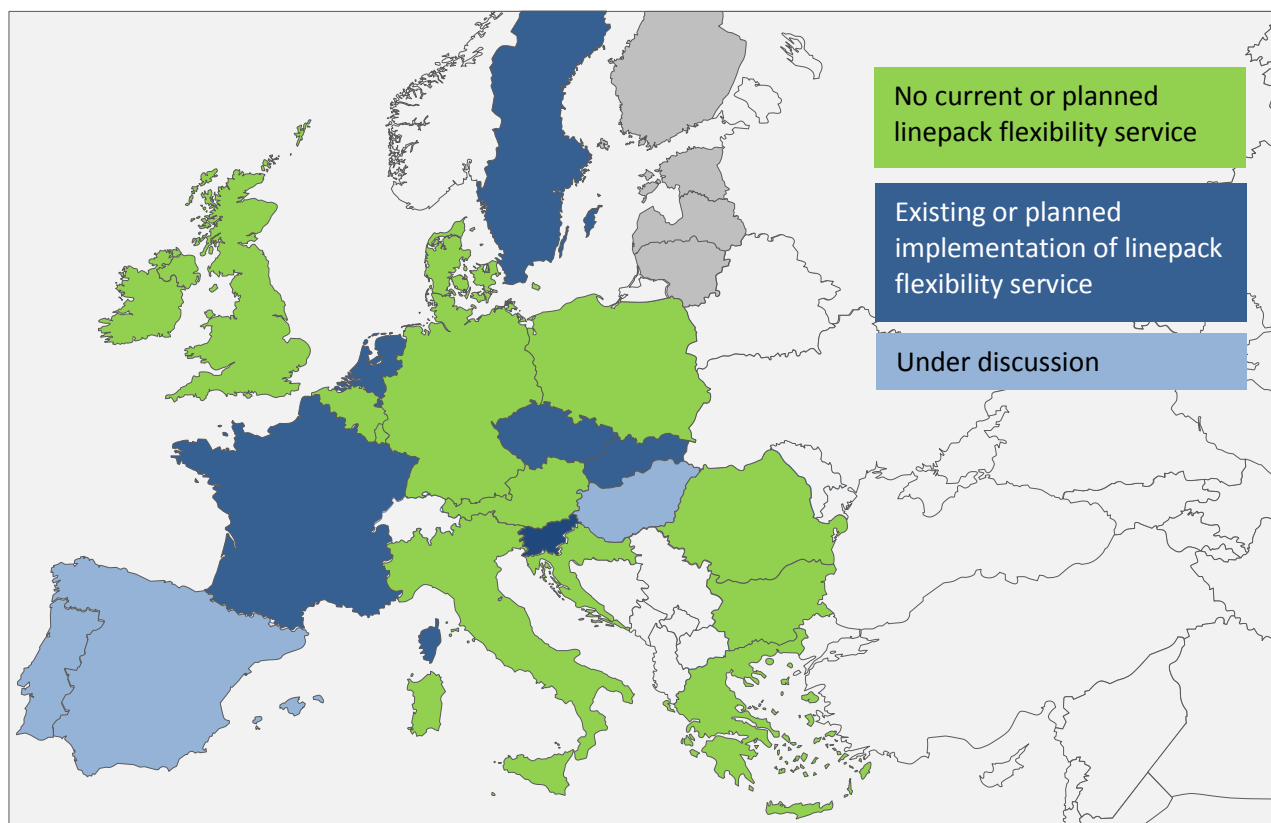 No current or planned
linepack flexibility service
Existing or planned
implementation of linepack
flexibility service
Under discussion